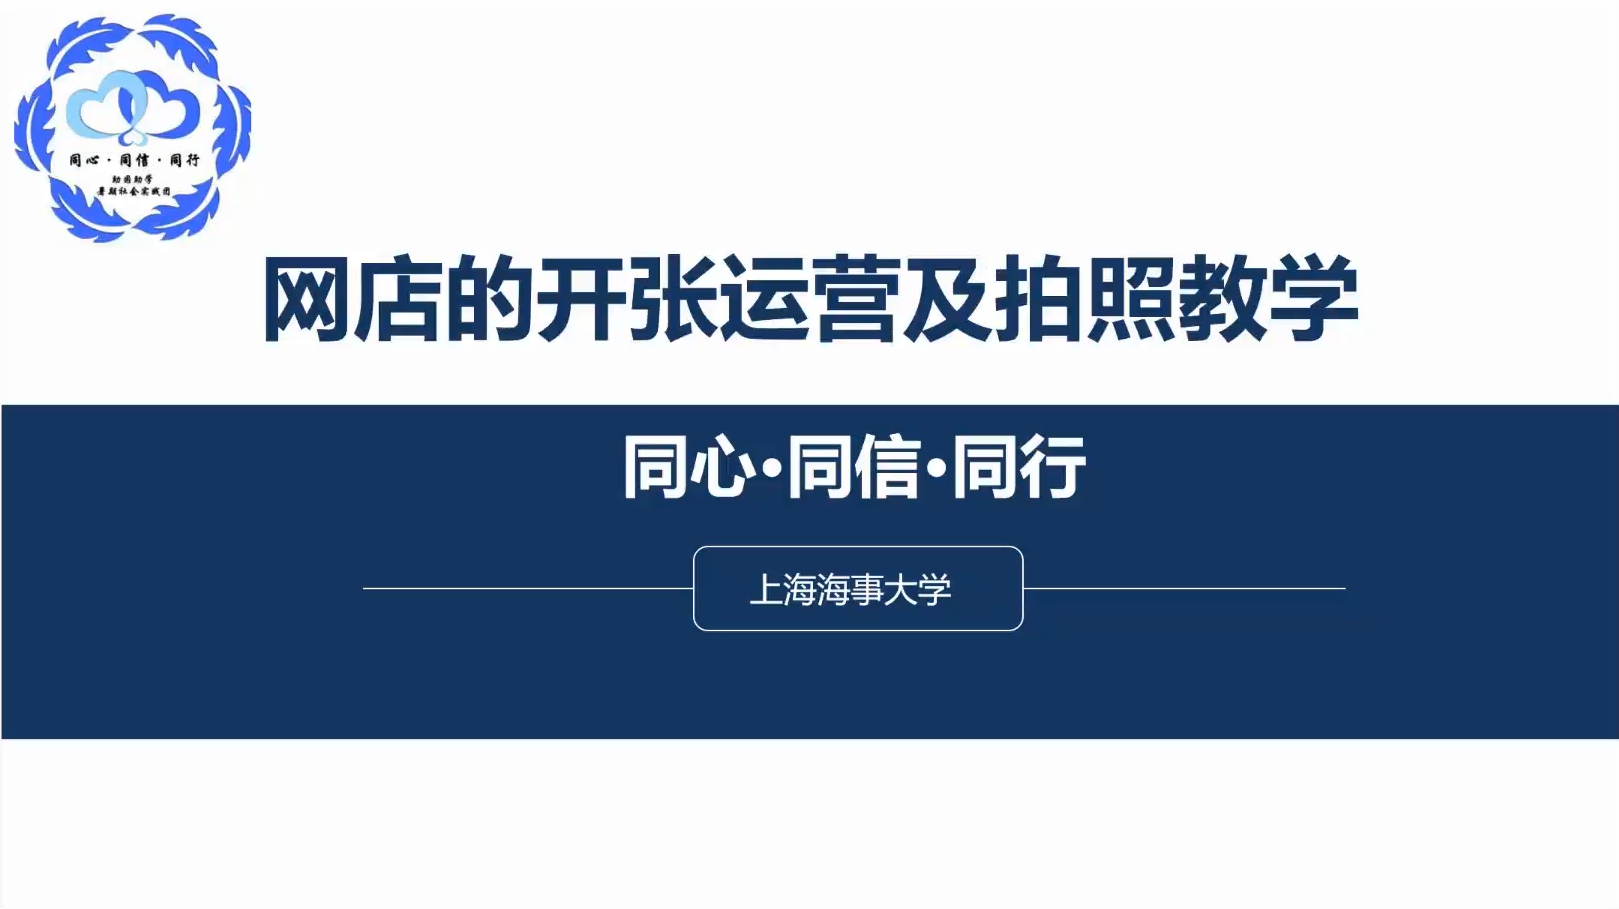 同心·同信·同行
助困助学
暑期社会实践团
网店的开张运营及拍照教学
同心·同信·同行
上海海事大学